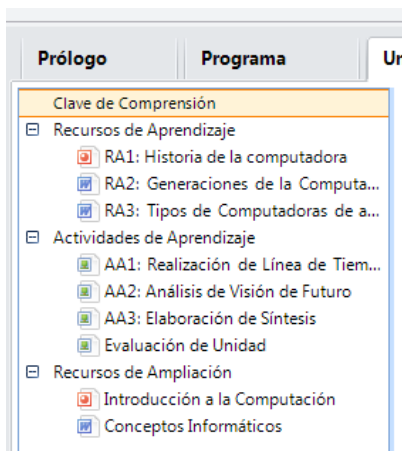 Prólogo Programa Un
Clave de Comprensión
Recursos de Aprendizaje
RA1: Historia de la computadora
RA2: Generaciones de la Computa...
RA3: Tipos de Computadoras de a...
Actividades de Aprendizaje
AA1: Realización de Línea de Tiem...
AA2: Análisis de Visión de Futuro
AA3: Elaboración de Síntesis
Evaluación de Unidad
Recursos de Ampliación
Introducción a la Computación
Conceptos Informáticos